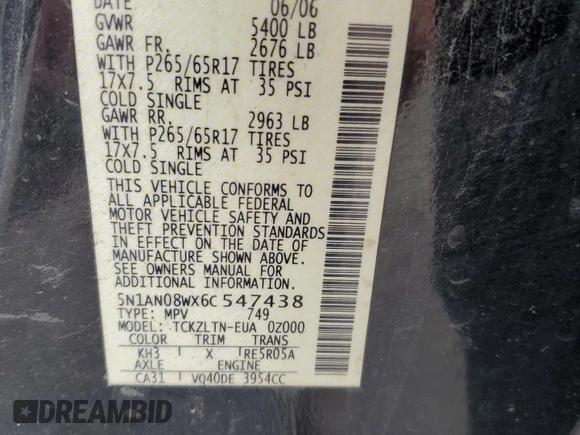 DATE 06/06
GVWR 5400 LB
GAWR FR. 2676 LB
WITH P265/65R17 TIRES
17X7.5 RIMS AT 35 PSI
COLD SINGLE
GAWR RR. 2963 LB
WITH P265/65R17 TIRES
17X7.5 RIMS AT 35 PSI
COLD SINGLE
THIS VEHICLE CONFORMS TO
ALL APPLICABLE FEDERAL
MOTOR VEHICLE SAFETY AND
THEFT PREVENTION STANDARDS
IN EFFECT ON THE DATE OF
MANUFACTURE SHOWN ABOVE.
SEE OWNERS MANUAL FOR
ADDITIONAL INFORMATION.
5N1AN08WX6C547438
TYPE: MPV 749
MODEL: TCKZLTN-EUA 0Z000
COLOR TRIM TRANS
KH3 X RE5R05A
AXLE ENGINE
CA31 VQ40DE 3954CC
DREAMBID